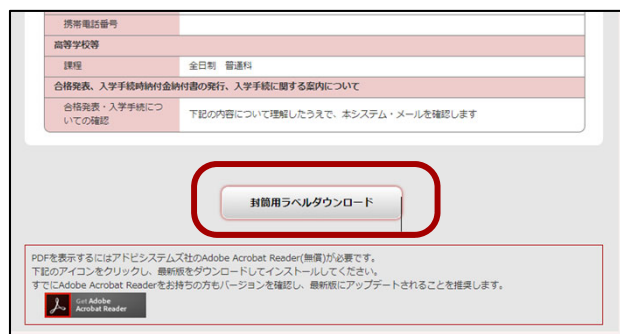 携帯電話番号
高等学校等
課程 全日制 普通科
合格発表、入学手続時納付金納付書の発行、入学手続に関する案内について
合格発表・入学手続につ
いての確認
下記の内容について理解したうえで、本システム・メールを確認します
封筒用ラベルダウンロード
PDFを表示するにはアドビシステムズ社のAdobe Acrobat Reader(無償)が必要です。
下記のアイコンをクリックし、最新版をダウンロードしてインストールしてください。
すでにAdobe Acrobat Readerをお持ちの方もバージョンを確認し、最新版にアップデートされることを推奨します。
Get Adobe
Acrobat Reader